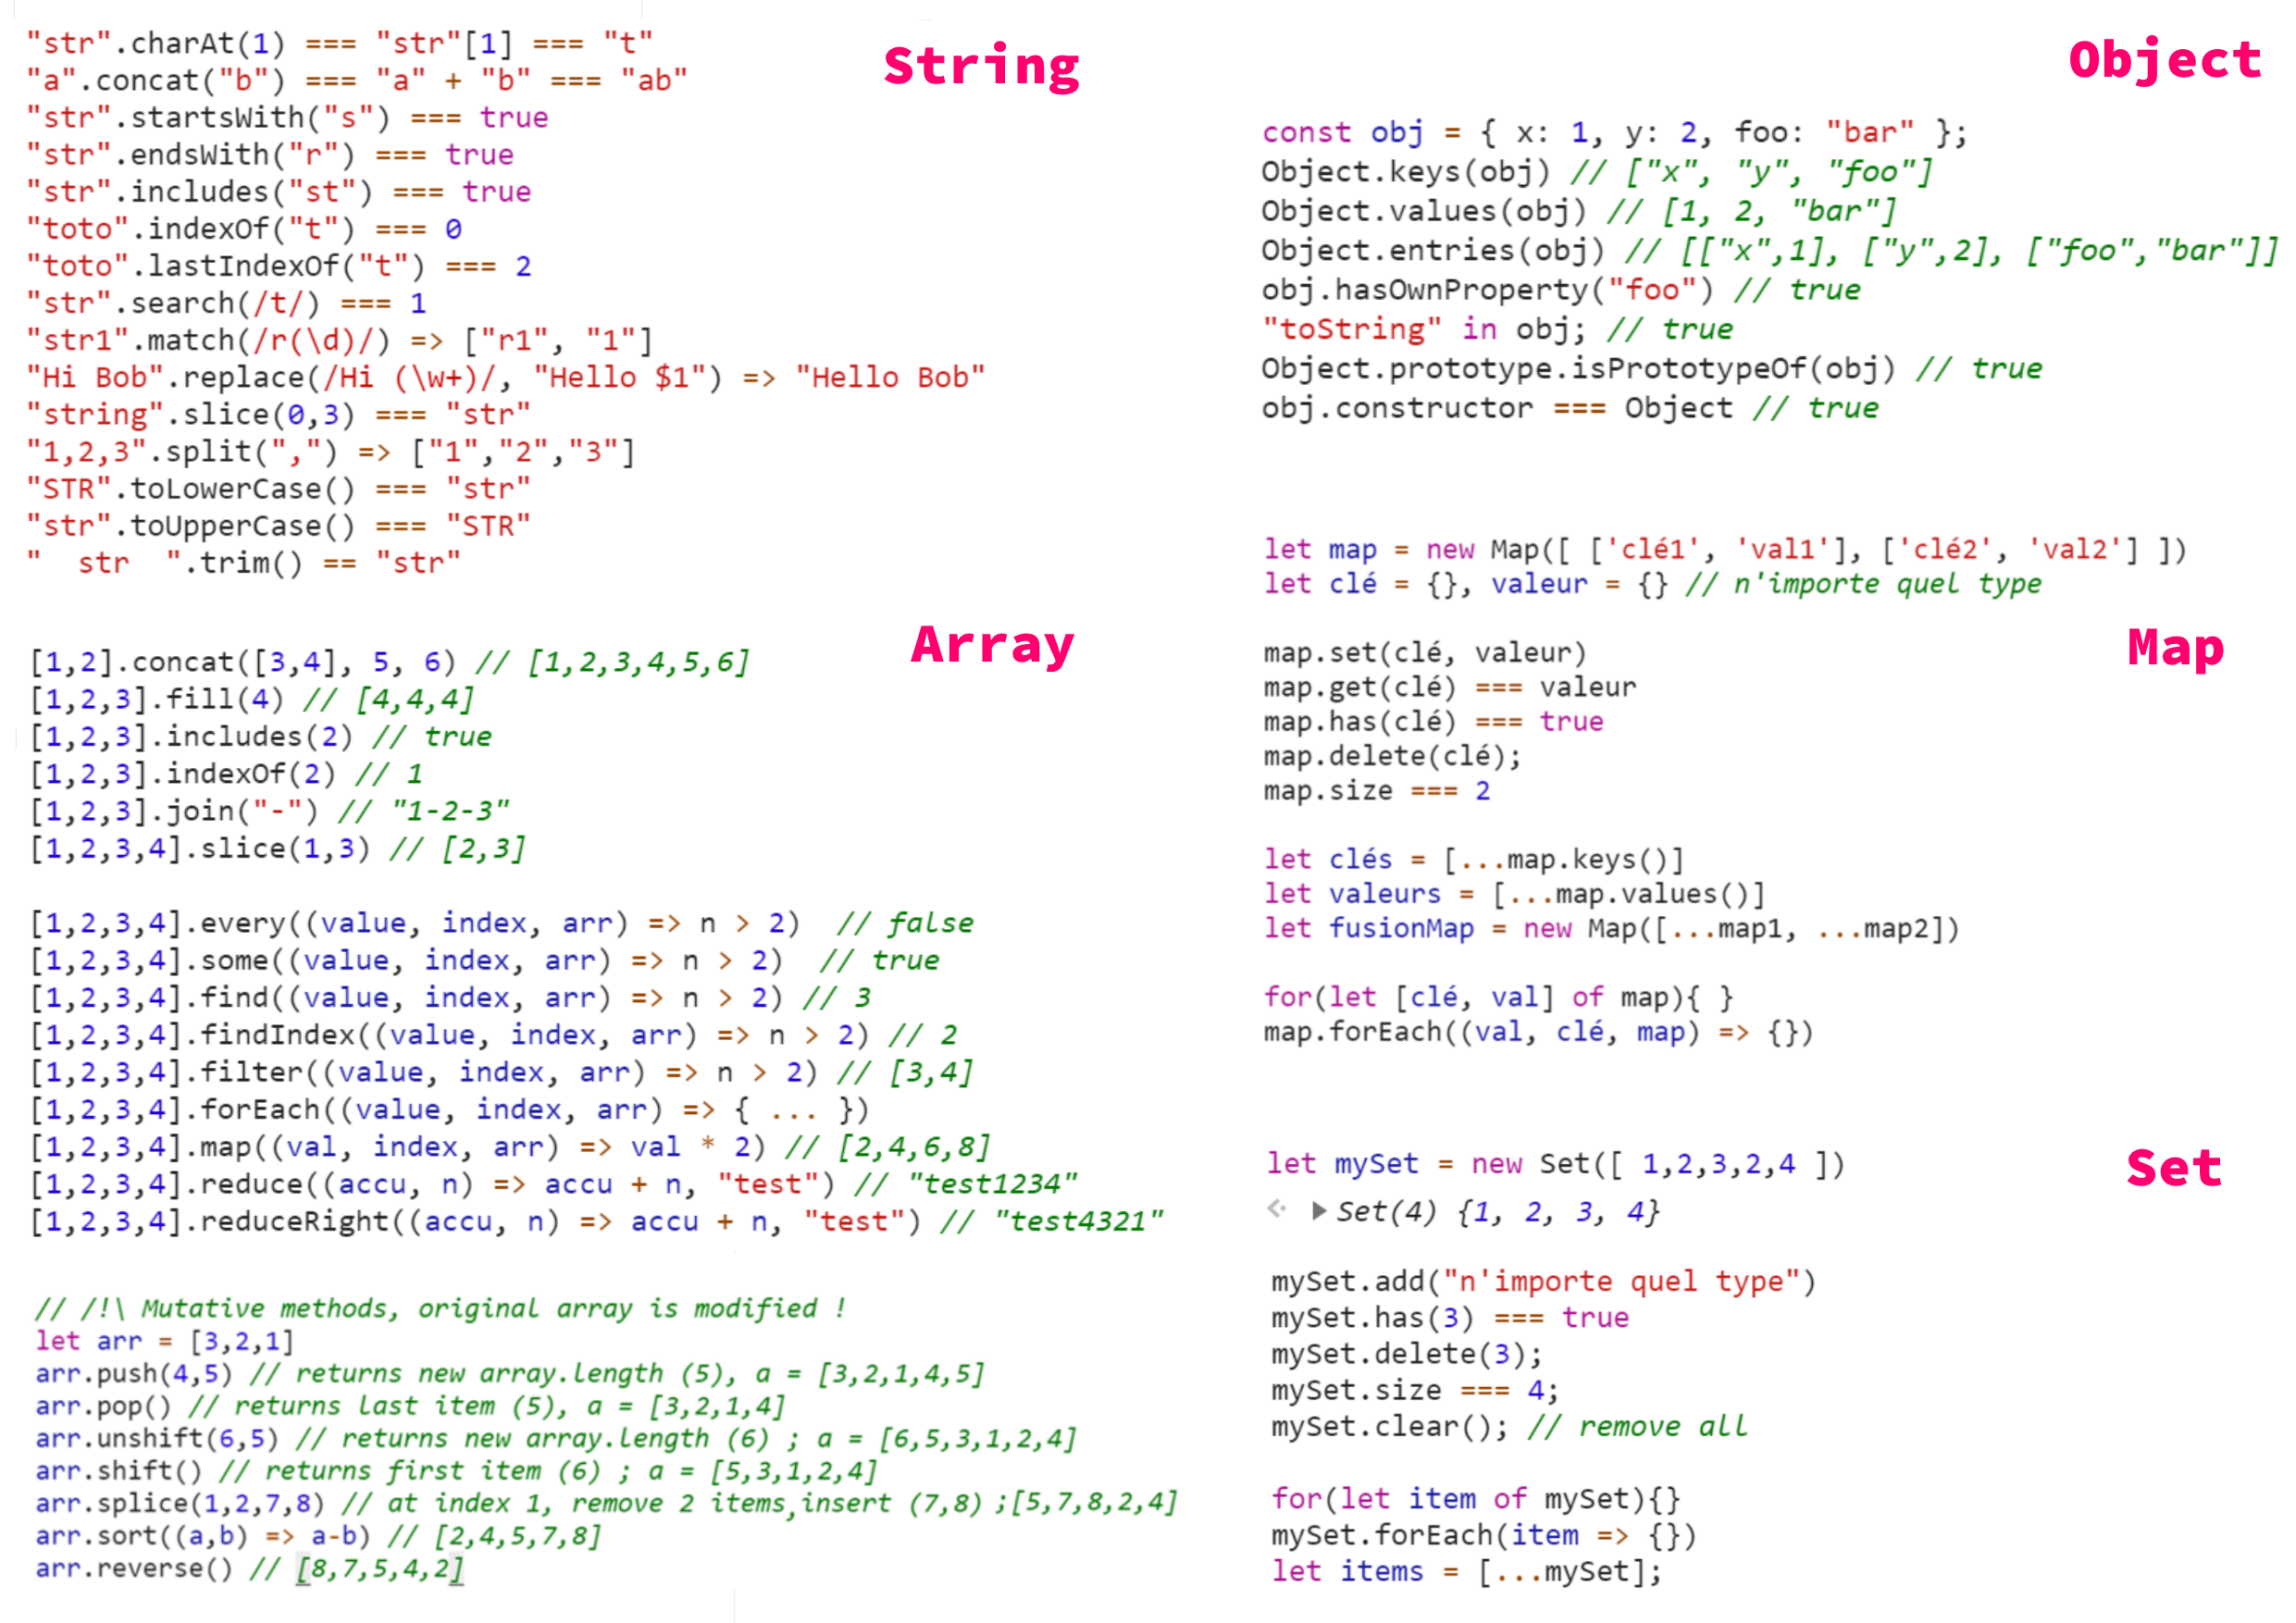 String
"str".charAt(1) === "str"[1] === "t"
"a".concat("b") === "a" + "b" === "ab"
"str".startsWith("s") === true
"str".endsWith("r") === true
"str".includes("st") === true
"toto".indexOf("t") === 0
"toto".lastIndexOf("t") === 2
"str".search(/t/) === 1
"str1".match(/r(\d)/) => ["r1", "1"]
"Hi Bob".replace(/Hi (\w+)/, "Hello $1") => "Hello Bob"
"string".slice(0,3) === "str"
"1,2,3".split(",") => ["1","2","3"]
"STR".toLowerCase() === "str"
"str".toUpperCase() === "STR"
"  str  ".trim() == "str"
Array
[1,2].concat([3,4], 5, 6) // [1,2,3,4,5,6]
[1,2,3].fill(4) // [4,4,4]
[1,2,3].includes(2) // true
[1,2,3].indexOf(2) // 1
[1,2,3].join("-") // "1-2-3"
[1,2,3,4].slice(1,3) // [2,3]
[1,2,3,4].every((value, index, arr) => n > 2)  // false
[1,2,3,4].some((value, index, arr) => n > 2)  // true
[1,2,3,4].find((value, index, arr) => n > 2) // 3
[1,2,3,4].findIndex((value, index, arr) => n > 2) // 2
[1,2,3,4].filter((value, index, arr) => n > 2) // [3,4]
[1,2,3,4].forEach((value, index, arr) => { ... })
[1,2,3,4].map((val, index, arr) => val * 2) // [2,4,6,8]
[1,2,3,4].reduce((accu, n) => accu + n, "test") // "test1234"
[1,2,3,4].reduceRight((accu, n) => accu + n, "test") // "test4321"
// /!\ Mutative methods, original array is modified !
let arr = [3,2,1]
arr.push(4,5) // returns new array.length (5), a = [3,2,1,4,5]
arr.pop() // returns last item (5), a = [3,2,1,4]
arr.unshift(6,5) // returns new array.length (6) ; a = [6,5,3,1,2,4]
arr.shift() // returns first item (6) ; a = [5,3,1,2,4]
arr.splice(1,2,7,8) // at index 1, remove 2 items,insert (7,8) ;[5,7,8,2,4]
arr.sort((a,b) => a-b) // [2,4,5,7,8]
arr.reverse() // [8,7,5,4,2]
Object
const obj = { x: 1, y: 2, foo: "bar" };
Object.keys(obj) // ["x", "y", "foo"]
Object.values(obj) // [1, 2, "bar"]
Object.entries(obj) // [["x",1], ["y",2], ["foo","bar"]]
obj.hasOwnProperty("foo") // true
"toString" in obj; // true
Object.prototype.isPrototypeOf(obj) // true
obj.constructor === Object // true
let map = new Map([ ['clé1', 'val1'], ['clé2', 'val2'] ])
let clé = {}, valeur = {} // n'importe quel type
Map
map.set(clé, valeur)
map.get(clé) === valeur
map.has(clé) === true
map.delete(clé);
map.size === 2
let clés = [...map.keys()]
let valeurs = [...map.values()]
let fusionMap = new Map([...map1, ...map2])
for(let [clé, val] of map){ }
map.forEach((val, clé, map) => {})
Set
let mySet = new Set([ 1,2,3,2,4 ])
Set(4) {1, 2, 3, 4}
mySet.add("n'importe quel type")
mySet.has(3) === true
mySet.delete(3);
mySet.size === 4;
mySet.clear(); // remove all
for(let item of mySet){}
mySet.forEach(item => {})
let items = [...mySet];